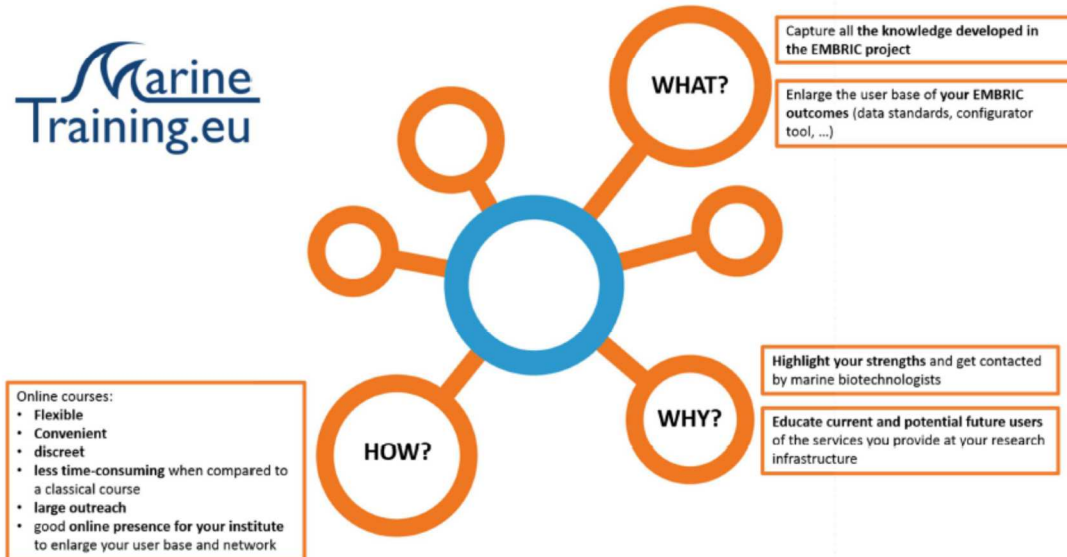 Marine
Training.eu
WHAT?
Capture all the knowledge developed in
the EMBRIC project
Enlarge the user base of your EMBRIC
outcomes (data standards, configurator
tool, ...)
WHY?
Highlight your strengths and get contacted
by marine biotechnologists
Educate current and potential future users
of the services you provide at your research
infrastructure
HOW?
Online courses:
• Flexible
• Convenient
• discreet
• less time-consuming when compared to
a classical course
• large outreach
• good online presence for your institute
to enlarge your user base and network